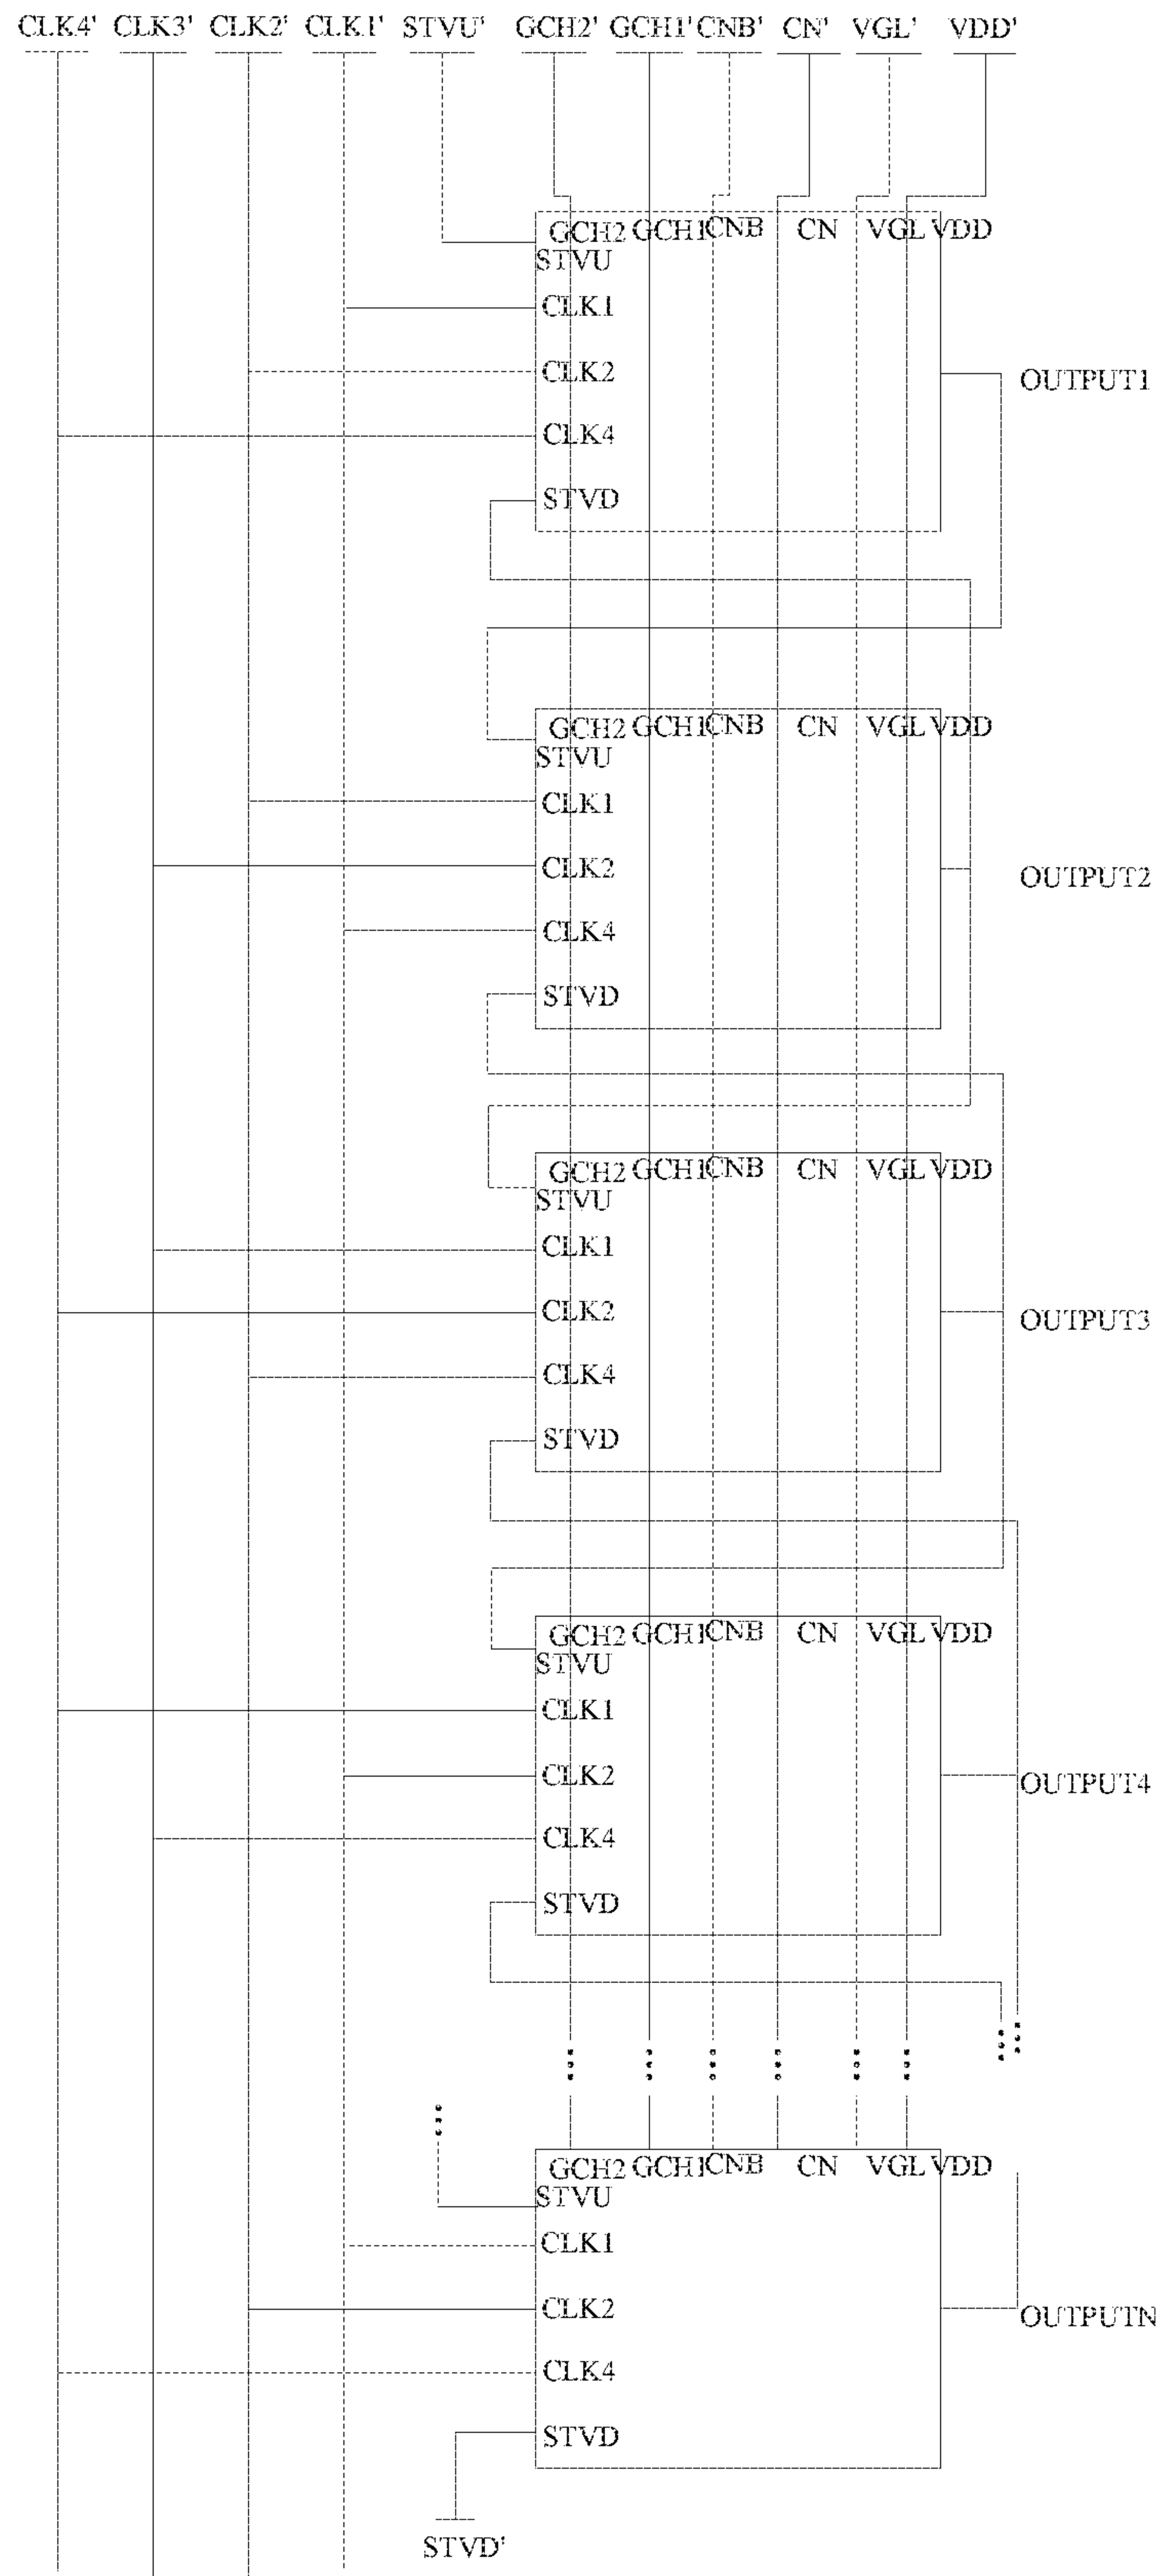 CLK4' CLK3' CLK2' CLK1' STVU' GCH2' GCH1' CNB' CN' VGL' VDD'
GCH2 GCH1 CNB CN VGL VDD
STVU
CLK1
CLK2
OUTPUT1
CLK4
STVD
GCH2 GCH1 CNB CN VGL VDD
STVU
CLK1
CLK2
OUTPUT2
CLK4
STVD
GCH2 GCH1 CNB CN VGL VDD
STVU
CLK1
CLK2
OUTPUT3
CLK4
STVD
GCH2 GCH1 CNB CN VGL VDD
STVU
CLK1
CLK2
OUTPUT4
CLK4
STVD
GCH2 GCH1 CNB CN VGL VDD
STVU
CLK1
CLK2
OUTPUTN
CLK4
STVD
STVD'